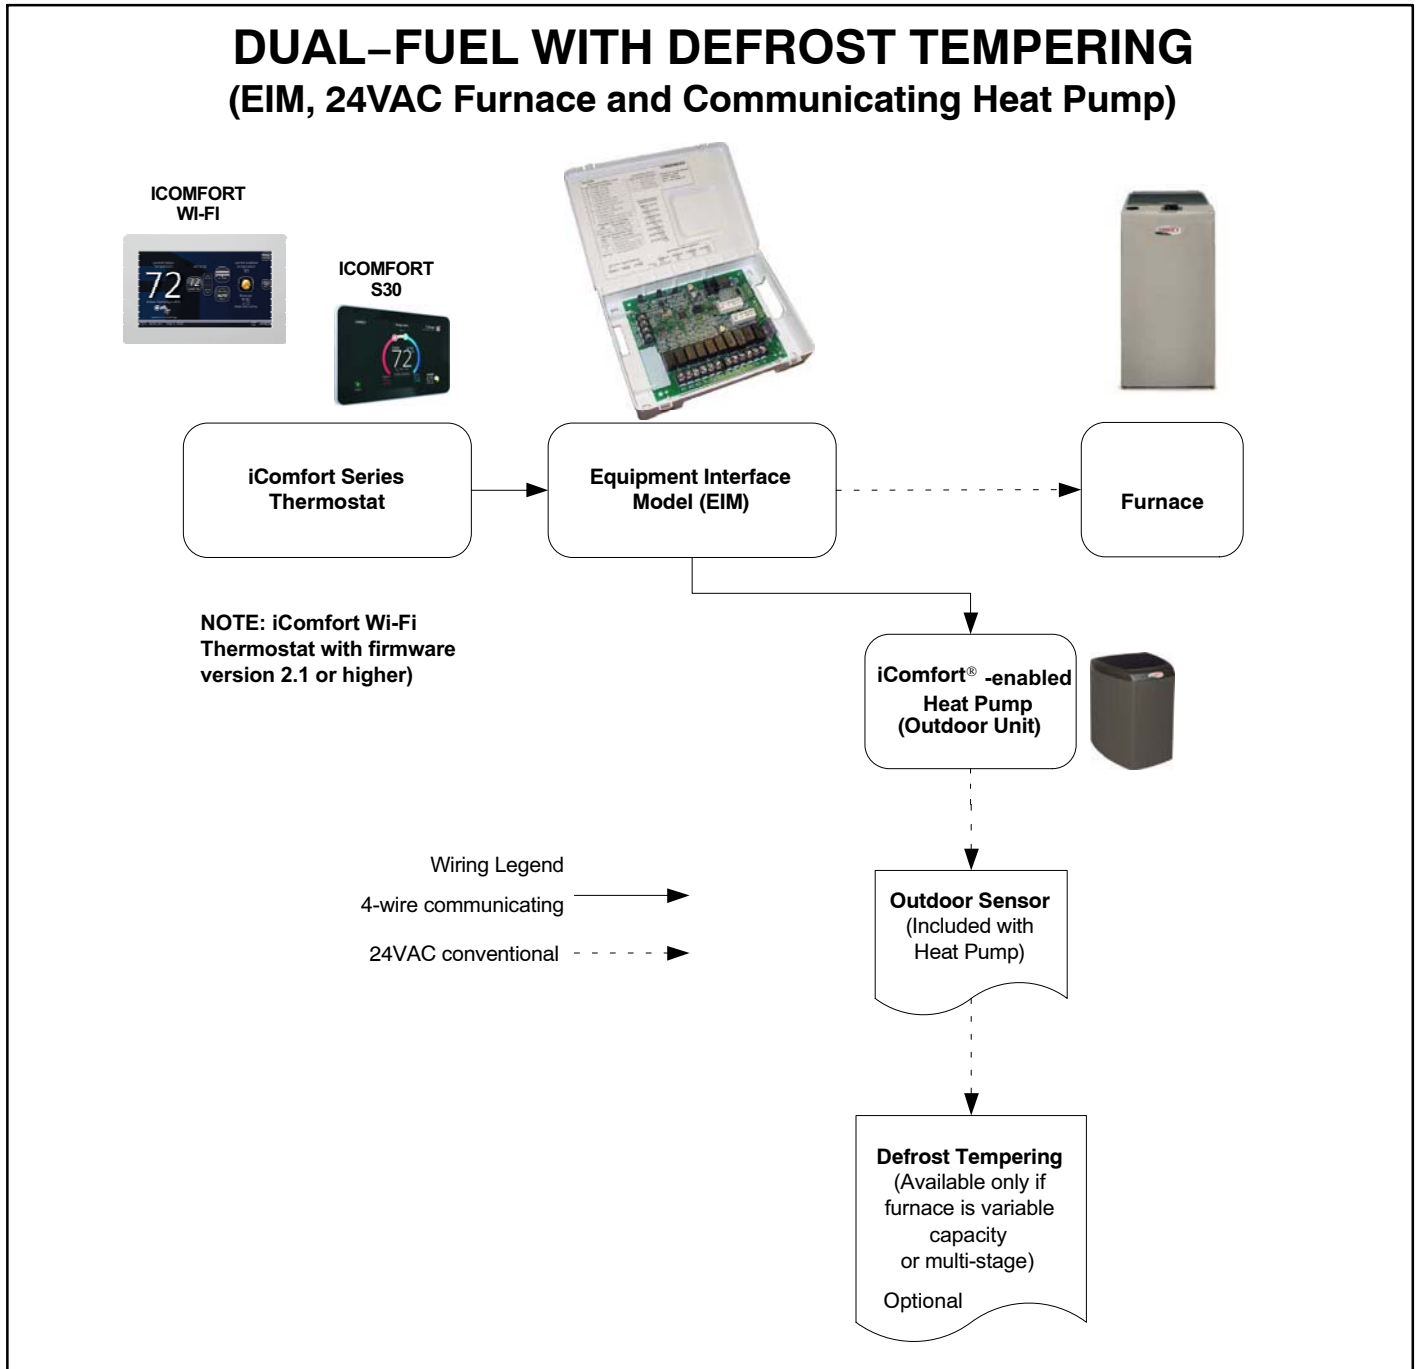 DUAL–FUEL WITH DEFROST TEMPERING
(EIM, 24VAC Furnace and Communicating Heat Pump)
ICOMFORT
WI-FI
ICOMFORT
S30
72
72
iComfort Series
Thermostat
Equipment Interface
Model (EIM)
Furnace
NOTE: iComfort Wi-Fi
Thermostat with firmware
version 2.1 or higher)
iComfort® -enabled
Heat Pump
(Outdoor Unit)
Wiring Legend
4-wire communicating
24VAC conventional
Outdoor Sensor
(Included with
Heat Pump)
Defrost Tempering
(Available only if
furnace is variable
capacity
or multi-stage)
Optional